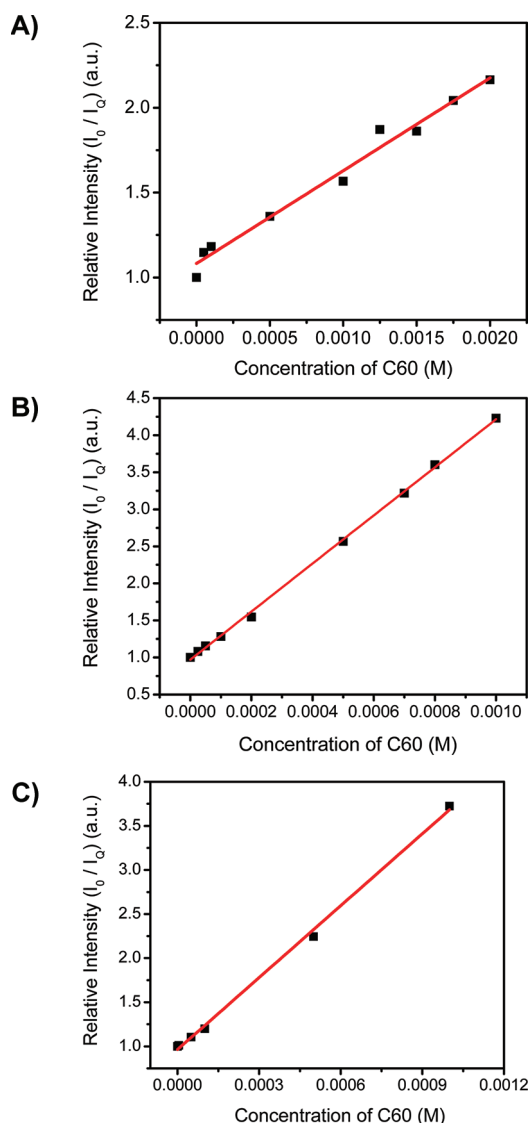 A)
2.5
2.0
1.5
1.0
Relative Intensity (I0 / IQ) (a.u.)
0.0000 0.0005 0.0010 0.0015 0.0020
Concentration of C60 (M)
B)
4.5
4.0
3.5
3.0
2.5
2.0
1.5
1.0
0.5
Relative Intensity (I0 / IQ) (a.u.)
0.0000 0.0002 0.0004 0.0006 0.0008 0.0010
Concentration of C60 (M)
C)
4.0
3.5
3.0
2.5
2.0
1.5
1.0
Relative Intensity (I0 / IQ) (a.u.)
0.0000 0.0003 0.0006 0.0009 0.0012
Concentration of C60 (M)